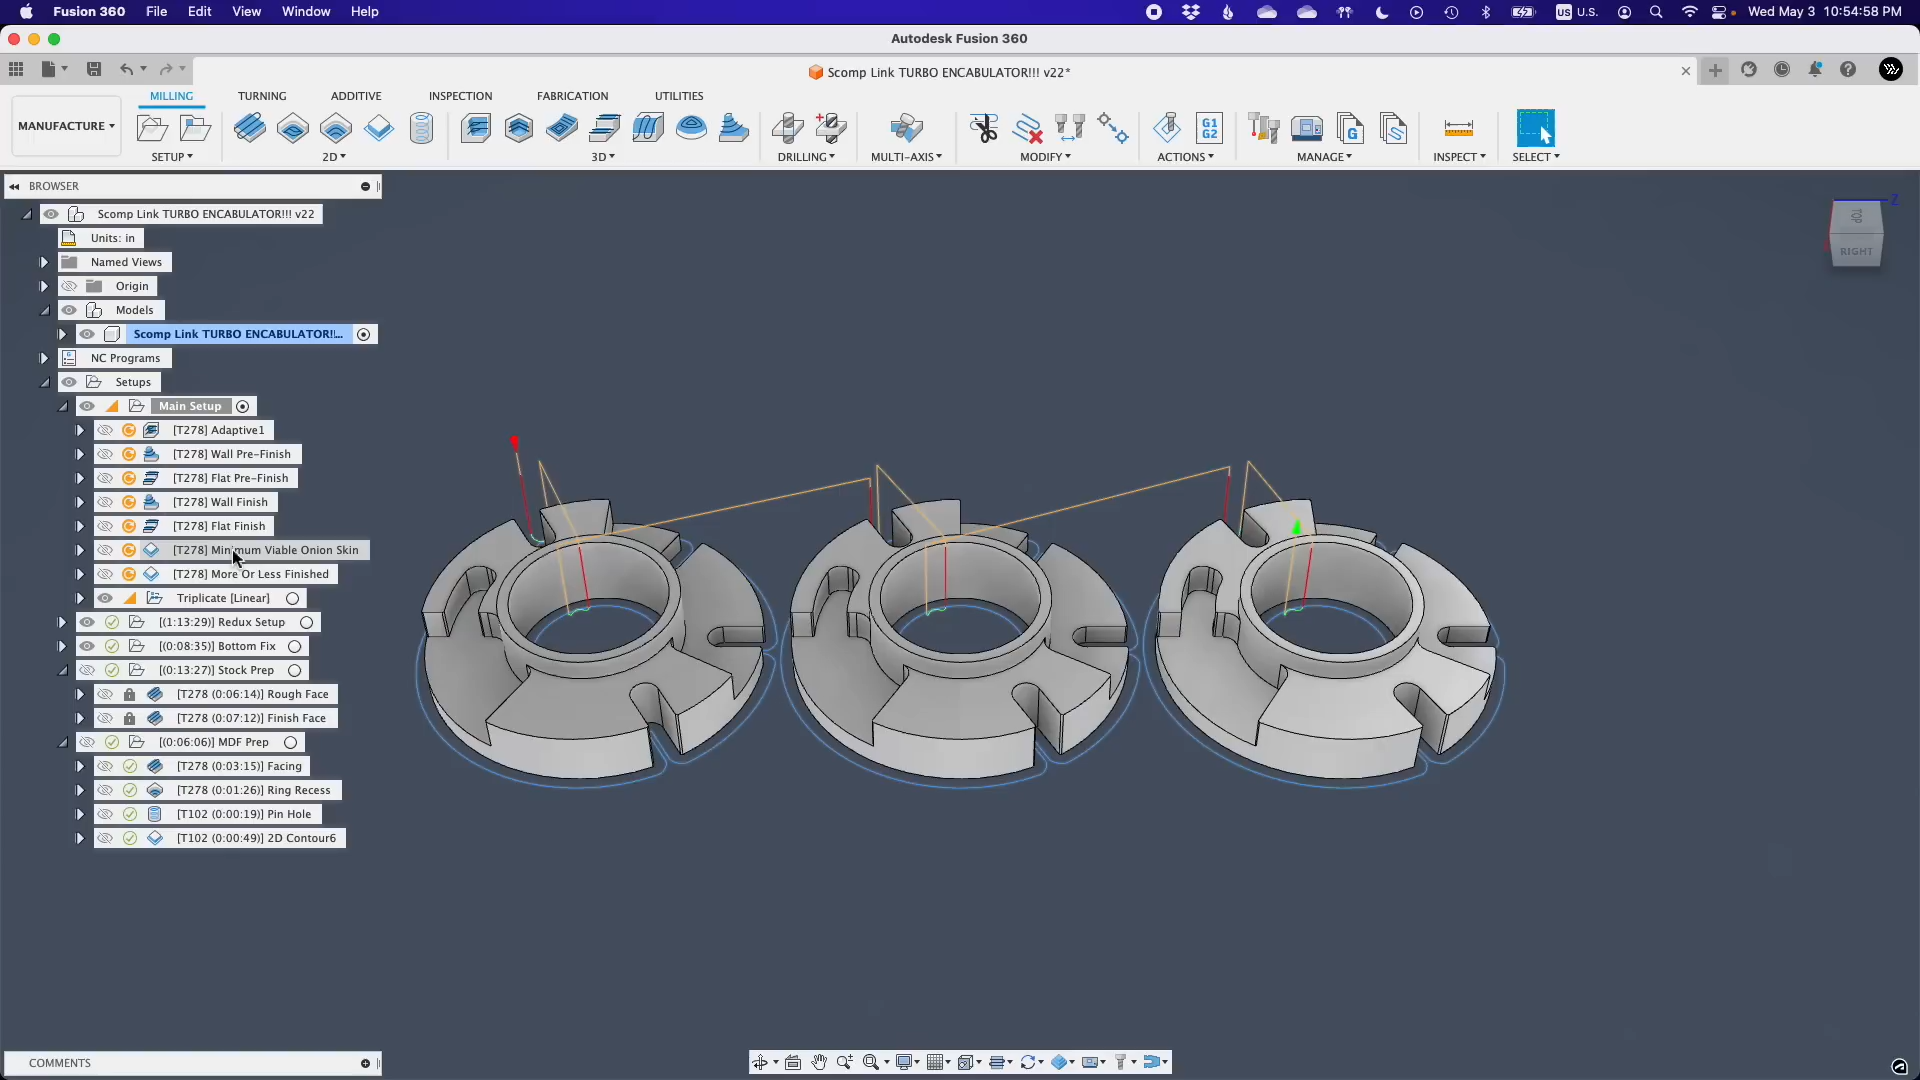 Fusion 360 File Edit View Window Help US U.S. Wed May 3 10:54:58 PM
Autodesk Fusion 360
Scomp Link TURBO ENCABULATOR!!! v22*
MANUFACTURE
MILLING TURNING ADDITIVE INSPECTION FABRICATION UTILITIES
G1
G2
G
SETUP 2D 3D DRILLING MULTI-AXIS MODIFY ACTIONS MANAGE INSPECT SELECT
BROWSER
Scomp Link TURBO ENCABULATOR!!! v22
Units: in
Named Views
Origin
Models
Scomp Link TURBO ENCABULATOR!!...
NC Programs
Setups
Main Setup
[T278] Adaptive1
[T278] Wall Pre-Finish
[T278] Flat Pre-Finish
[T278] Wall Finish
[T278] Flat Finish
[T278] Minimum Viable Onion Skin
[T278] More Or Less Finished
Triplicate [Linear]
[(1:13:29)] Redux Setup
[(0:08:35)] Bottom Fix
[(0:13:27)] Stock Prep
[T278 (0:06:14)] Rough Face
[T278 (0:07:12)] Finish Face
[(0:06:06)] MDF Prep
[T278 (0:03:15)] Facing
[T278 (0:01:26)] Ring Recess
[T102 (0:00:19)] Pin Hole
[T102 (0:00:49)] 2D Contour6
COMMENTS
Z
TOP
RIGHT